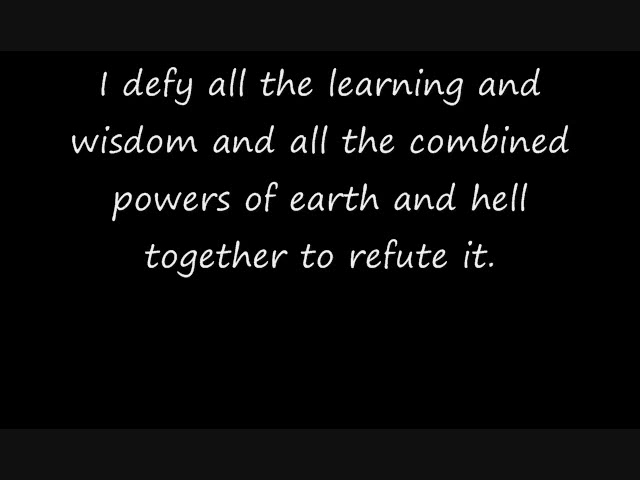 I defy all the learning and
wisdom and all the combined
powers of earth and hell
together to refute it.